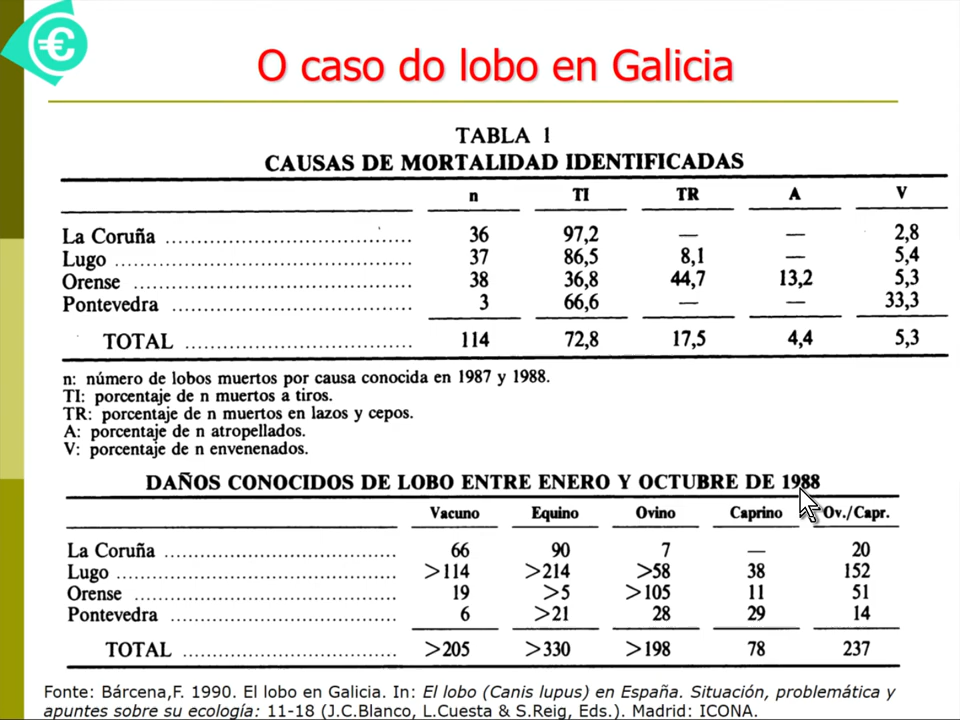 €
O caso do lobo en Galicia
TABLA 1
CAUSAS DE MORTALIDAD IDENTIFICADAS
n TI TR A V
La Coruña ........................................ 36 97,2 — — 2,8
Lugo ........................................ 37 86,5 8,1 — 5,4
Orense ........................................ 38 36,8 44,7 13,2 5,3
Pontevedra ........................................ 3 66,6 — — 33,3
TOTAL ........................................ 114 72,8 17,5 4,4 5,3
n: número de lobos muertos por causa conocida en 1987 y 1988.
TI: porcentaje de n muertos a tiros.
TR: porcentaje de n muertos en lazos y cepos.
A: porcentaje de n atropellados.
V: porcentaje de n envenenados.
DAÑOS CONOCIDOS DE LOBO ENTRE ENERO Y OCTUBRE DE 1988
Vacuno Equino Ovino Caprino Ov./Capr.
La Coruña ........................................ 66 90 7 — 20
Lugo ........................................ >114 >214 >58 38 152
Orense ........................................ 19 >5 >105 11 51
Pontevedra ........................................ 6 >21 28 29 14
TOTAL ........................................ >205 >330 >198 78 237
Fonte: Bárcena,F. 1990. El lobo en Galicia. In: El lobo (Canis lupus) en España. Situación, problemática y
apuntes sobre su ecología: 11-18 (J.C.Blanco, L.Cuesta & S.Reig, Eds.). Madrid: ICONA.